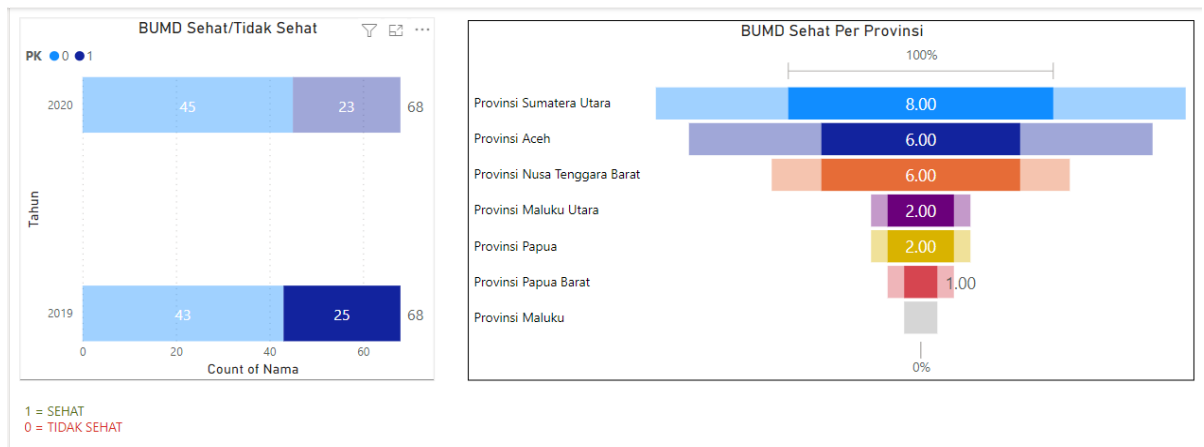 BUMD Sehat/Tidak Sehat
PK 0 1
2020
45
23
68
Tahun
2019
43
25
68
0
20
40
60
Count of Nama
1 = SEHAT
0 = TIDAK SEHAT
BUMD Sehat Per Provinsi
100%
Provinsi Sumatera Utara
8.00
Provinsi Aceh
6.00
Provinsi Nusa Tenggara Barat
6.00
Provinsi Maluku Utara
2.00
Provinsi Papua
2.00
Provinsi Papua Barat
1.00
Provinsi Maluku
0%